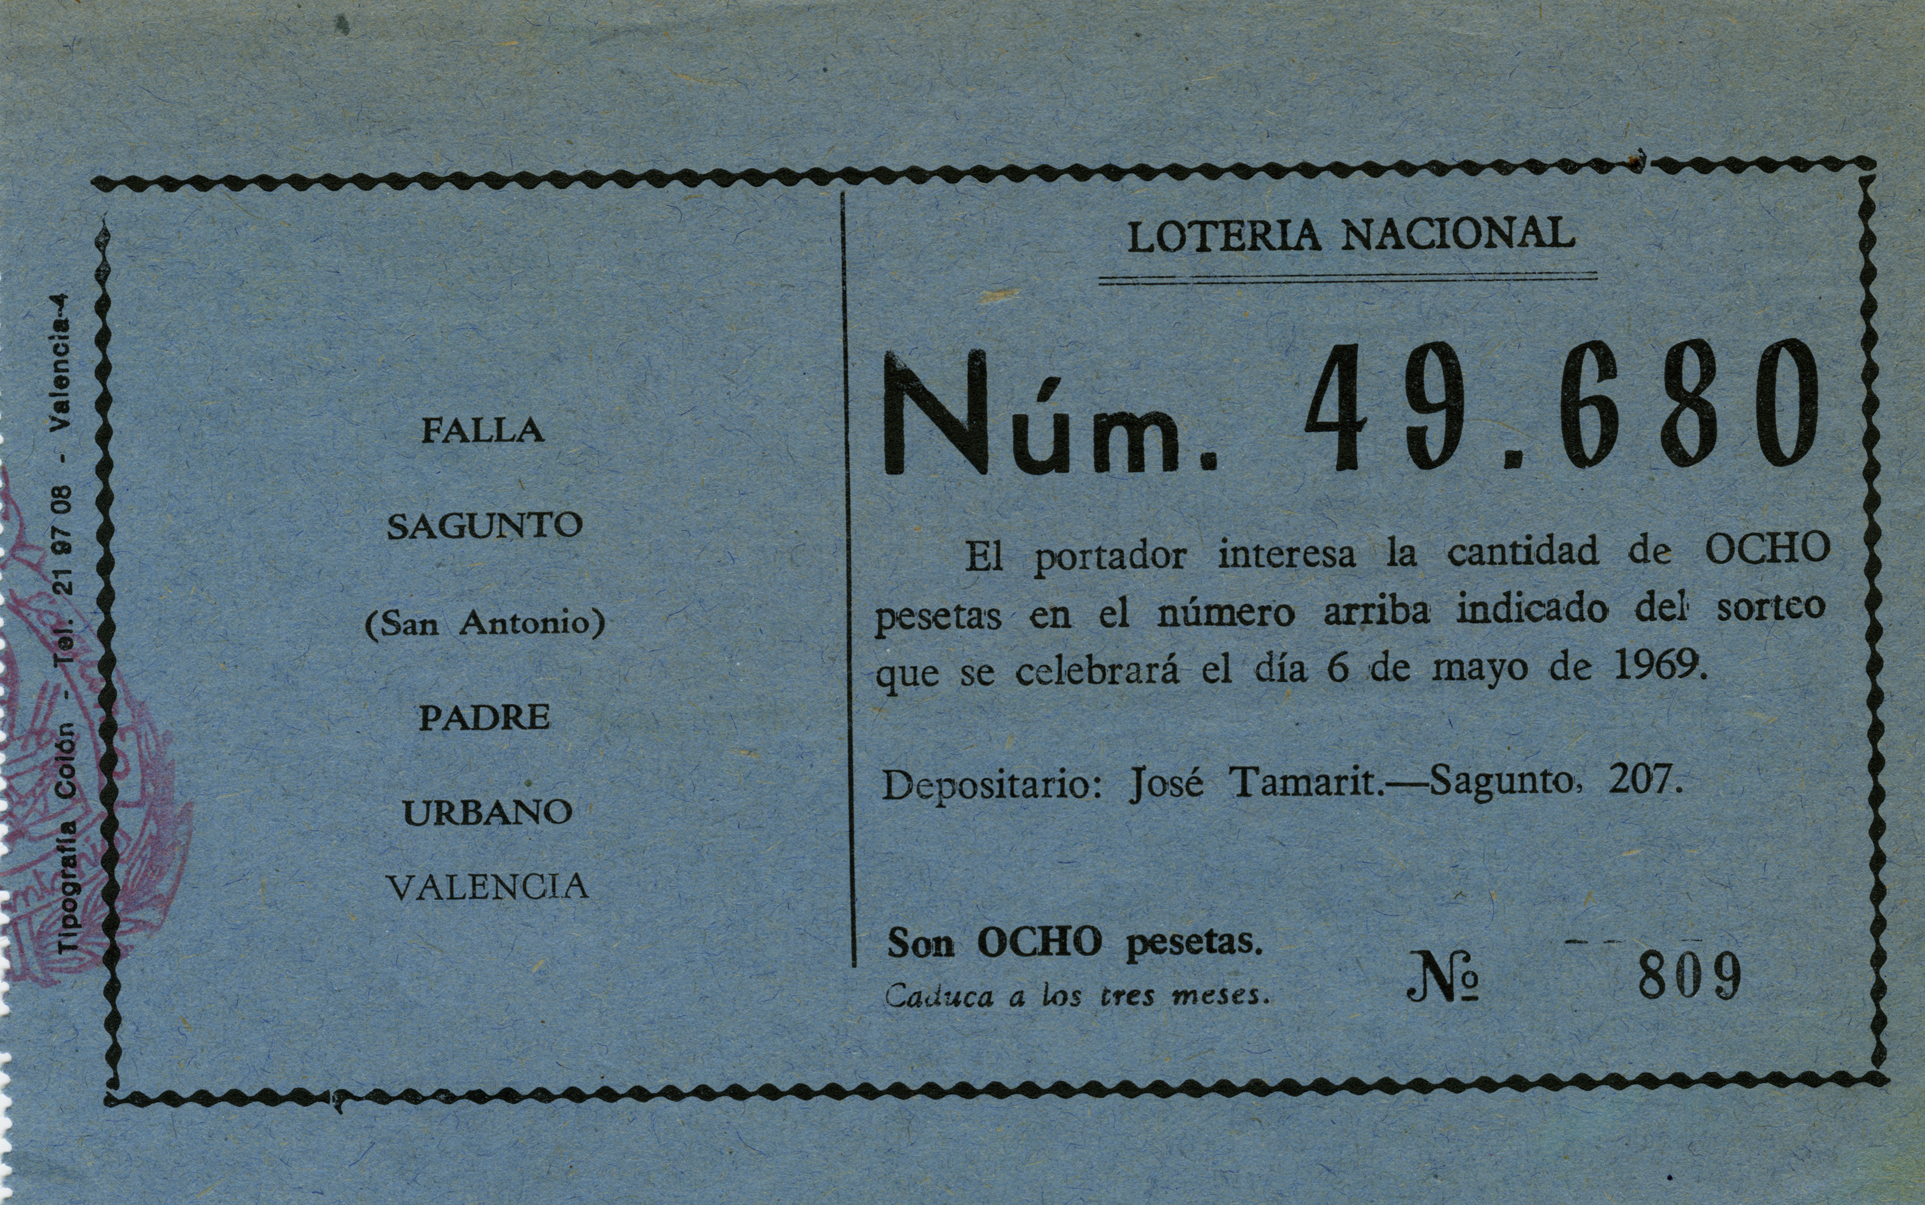 Tipografía Colón - Tel. 21 97 08 - Valencia-4
FALLA
SAGUNTO
(San Antonio)
PADRE
URBANO
VALENCIA
LOTERIA NACIONAL
Núm. 49.680
El portador interesa la cantidad de OCHO
pesetas en el número arriba indicado del sorteo
que se celebrará el día 6 de mayo de 1969.
Depositario: José Tamarit.—Sagunto, 207.
Son OCHO pesetas.
Caduca a los tres meses.
Nº 809